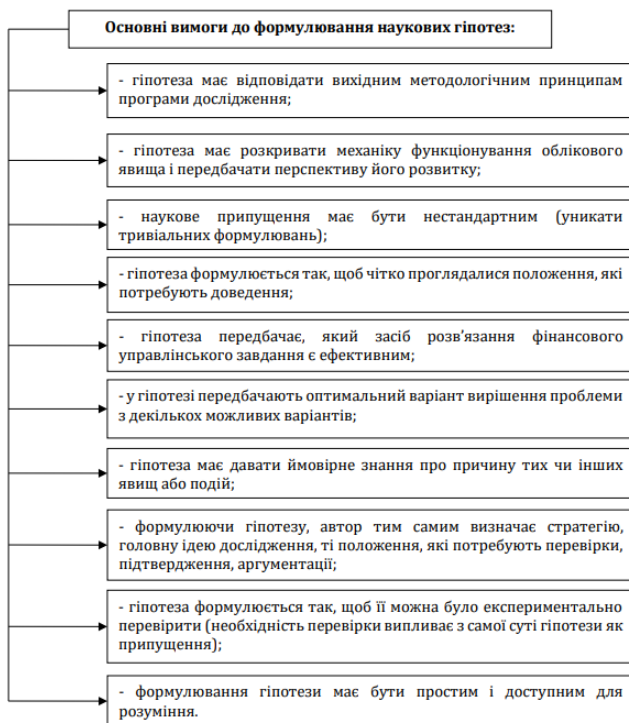 Основні вимоги до формулювання наукових гіпотез:
- гіпотеза має відповідати вихідним методологічним принципам
програми дослідження;
- гіпотеза має розкривати механіку функціонування облікового
явища і передбачати перспективу його розвитку;
- наукове припущення має бути нестандартним (уникати
тривіальних формулювань);
- гіпотеза формулюється так, щоб чітко проглядалися положення, які
потребують доведення;
- гіпотеза передбачає, який засіб розв’язання фінансового
управлінського завдання є ефективним;
- у гіпотезі передбачають оптимальний варіант вирішення проблеми
з декількох можливих варіантів;
- гіпотеза має давати ймовірне знання про причину тих чи інших
явищ або подій;
- формулюючи гіпотезу, автор тим самим визначає стратегію,
головну ідею дослідження, ті положення, які потребують перевірки,
підтвердження, аргументації;
- гіпотеза формулюється так, щоб її можна було експериментально
перевірити (необхідність перевірки випливає з самої суті гіпотези як
припущення);
- формулювання гіпотези має бути простим і доступним для
розуміння.